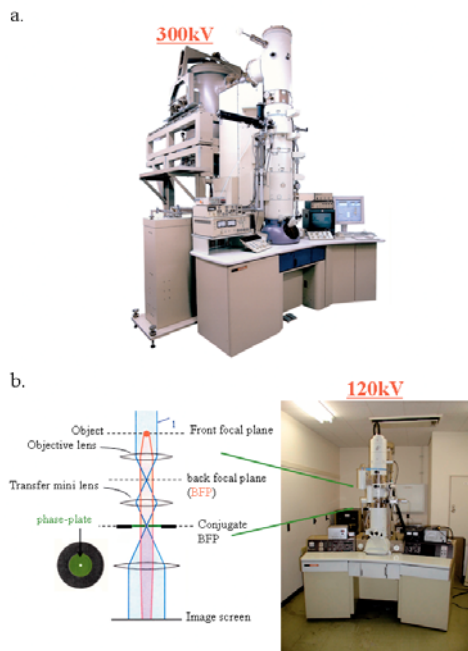 a.
300kV
b.
120kV
1
Object
Front focal plane
Objective lens
back focal plane
(BFP)
Transfer mini lens
phase-plate
Conjugate
BFP
Image screen